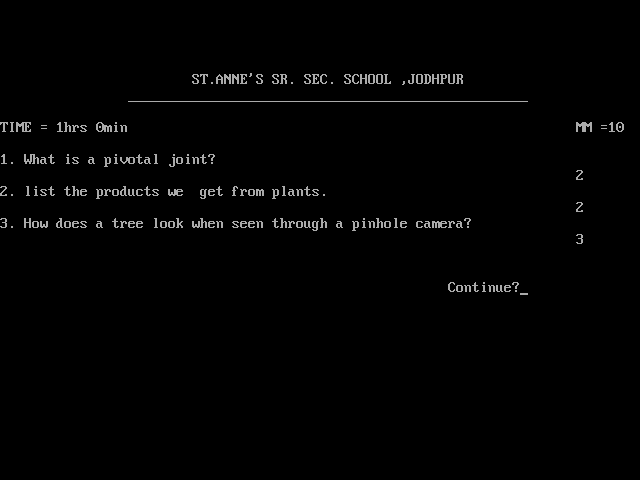 ST.ANNE'S SR. SEC. SCHOOL ,JODHPUR
TIME = 1hrs 0min MM =10
1. What is a pivotal joint?
2
2. list the products we  get from plants.
2
3. How does a tree look when seen through a pinhole camera?
3
Continue?_